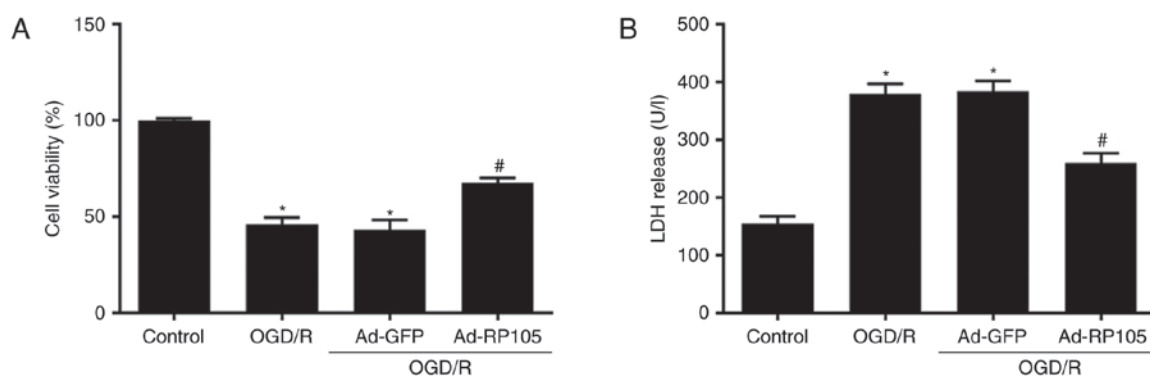 A
Cell viability (%)
150
100
50
0
*
*
#
Control
OGD/R
Ad-GFP
Ad-RP105
OGD/R
B
LDH release (U/l)
500
400
300
200
100
0
*
*
#
Control
OGD/R
Ad-GFP
Ad-RP105
OGD/R